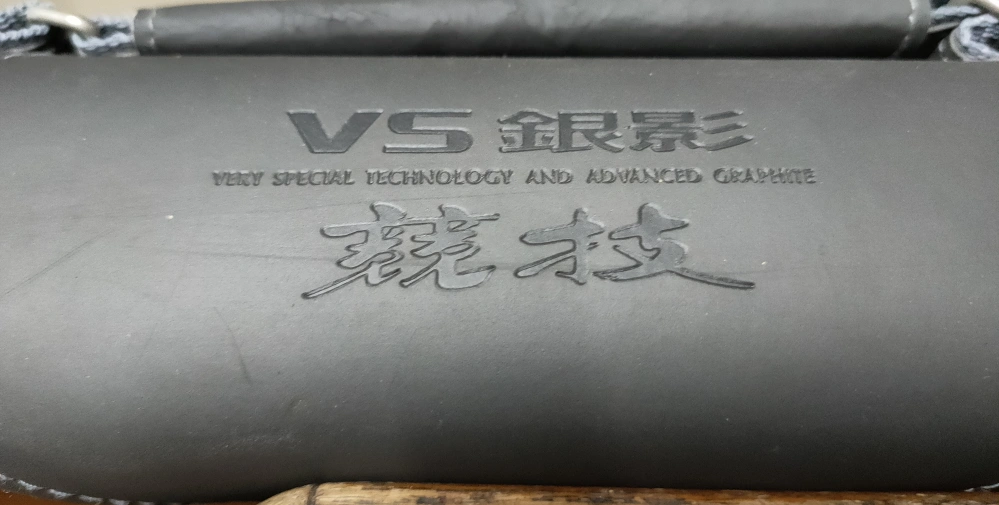 VS 銀影
VERY SPECIAL TECHNOLOGY AND ADVANCED GRAPHITE
競技